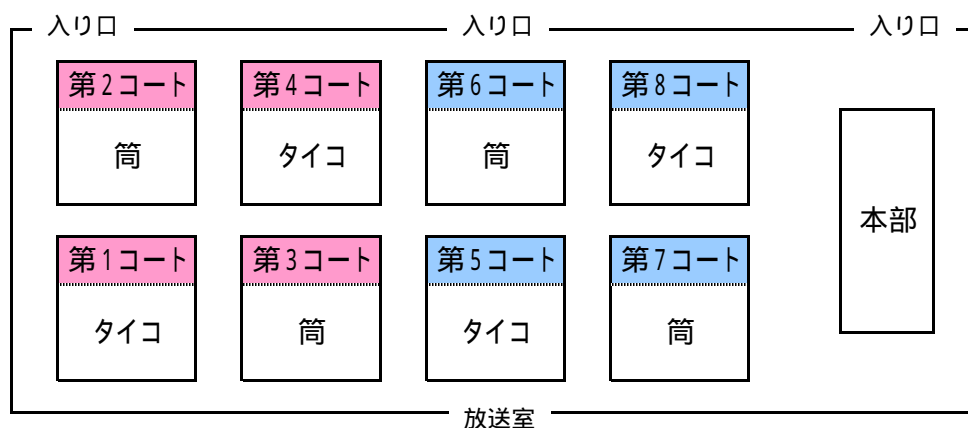 入り口 入り口 入り口
第2コート 第4コート 第6コート 第8コート
筒 タイコ 筒 タイコ
本部
第1コート 第3コート 第5コート 第7コート
タイコ 筒 タイコ 筒
放送室